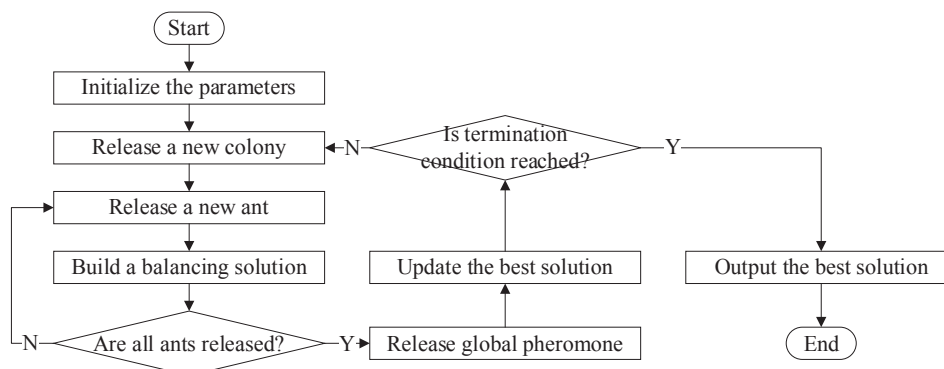 Start
Initialize the parameters
Release a new colony
Release a new ant
Build a balancing solution
Are all ants released?
N
Y
Release global pheromone
Update the best solution
Is termination
condition reached?
N
Y
Output the best solution
End